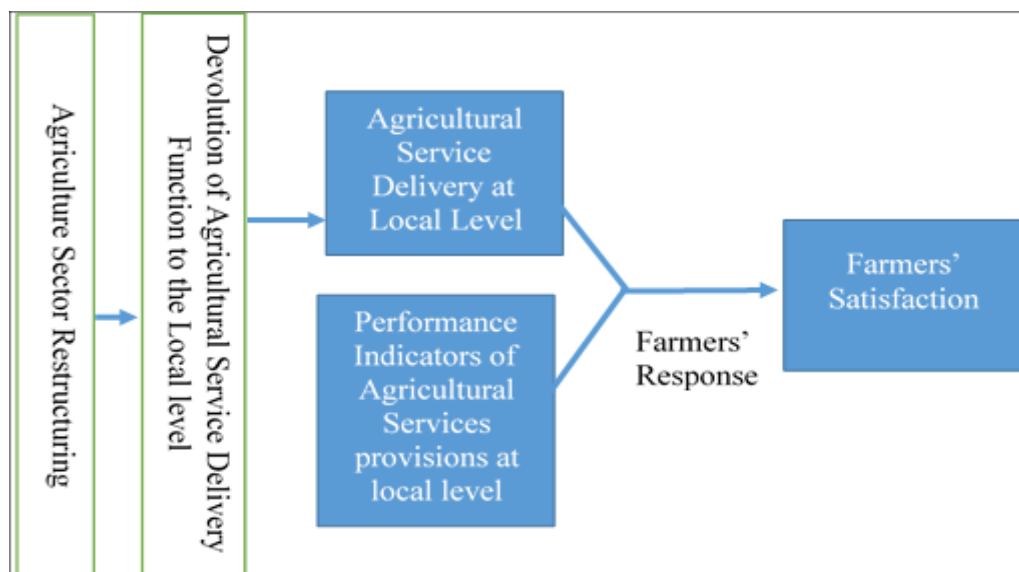 Agriculture Sector Restructuring
Devolution of Agricultural Service Delivery
Function to the Local level
Agricultural
Service
Delivery at
Local Level
Performance
Indicators of
Agricultural
Services
provisions at
local level
Farmers’
Response
Farmers’
Satisfaction